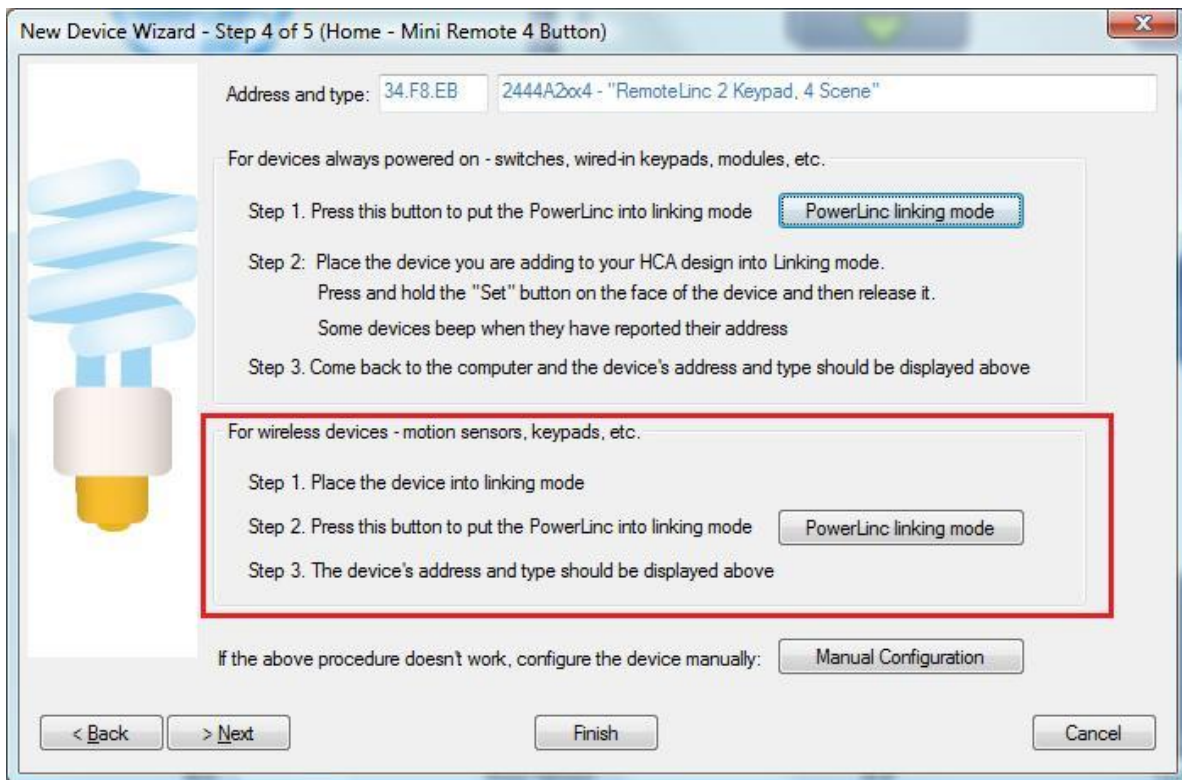 New Device Wizard - Step 4 of 5 (Home - Mini Remote 4 Button)
Address and type: 34.F8.EB 2444A2xx4 - "RemoteLinc 2 Keypad, 4 Scene"
For devices always powered on - switches, wired-in keypads, modules, etc.
Step 1. Press this button to put the PowerLinc into linking mode PowerLinc linking mode
Step 2: Place the device you are adding to your HCA design into Linking mode.
Press and hold the "Set" button on the face of the device and then release it.
Some devices beep when they have reported their address
Step 3. Come back to the computer and the device's address and type should be displayed above
For wireless devices - motion sensors, keypads, etc.
Step 1. Place the device into linking mode
Step 2. Press this button to put the PowerLinc into linking mode PowerLinc linking mode
Step 3. The device's address and type should be displayed above
If the above procedure doesn't work, configure the device manually: Manual Configuration
< Back > Next Finish Cancel